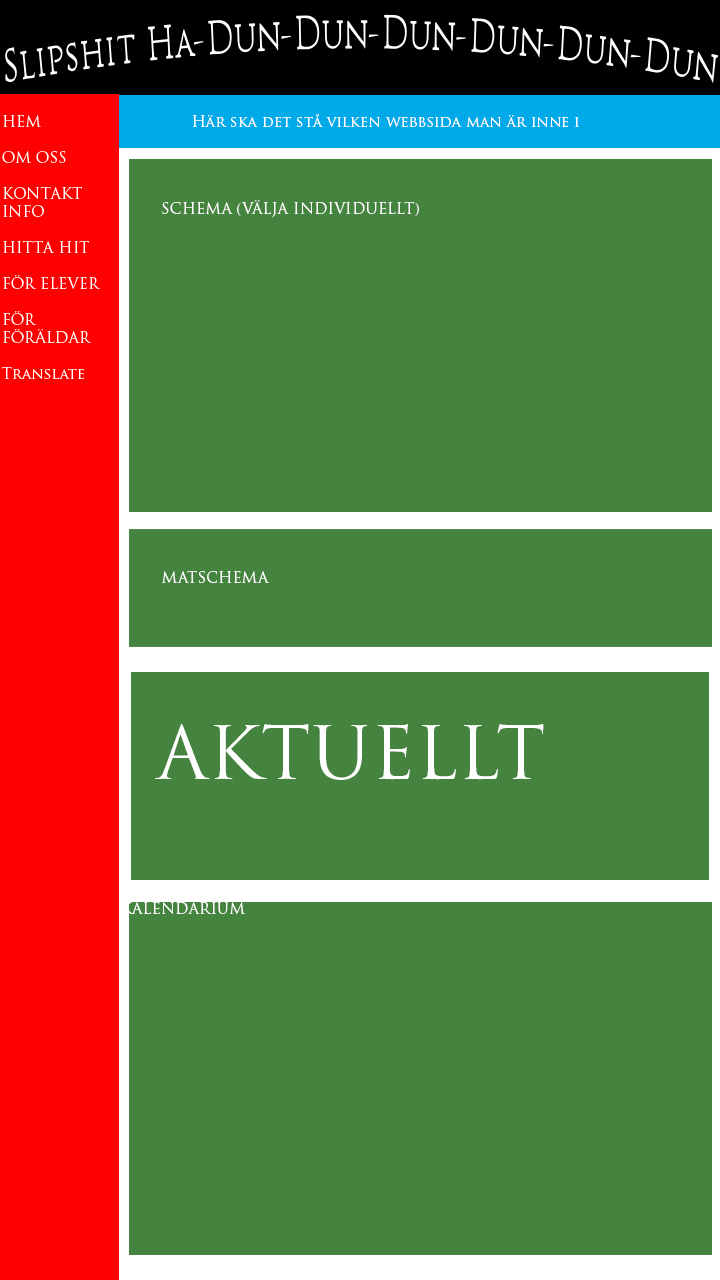 Slipshit Ha-Dun-Dun-Dun-Dun-Dun-Dun
Här ska det stå vilken webbsida man är inne i
HEM
OM OSS
KONTAKT
INFO
HITTA HIT
FÖR ELEVER
FÖR
FÖRÄLDAR
Translate
SCHEMA (VÄLJA INDIVIDUELLT)
MATSCHEMA
AKTUELLT
KALENDARIUM